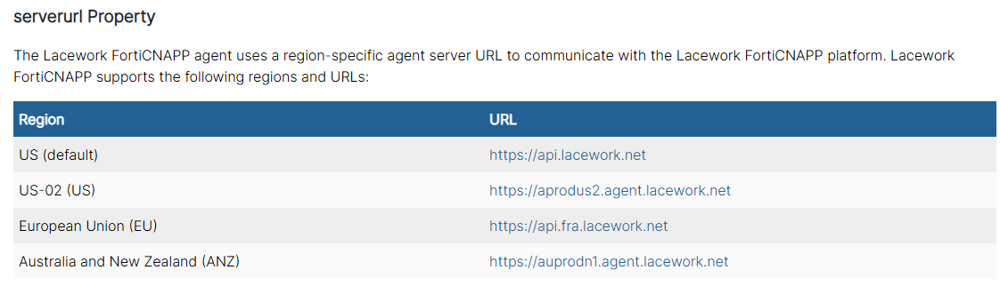 serverurl Property
The Lacework FortiCNAPP agent uses a region-specific agent server URL to communicate with the Lacework FortiCNAPP platform. Lacework
FortiCNAPP supports the following regions and URLs:
Region URL
US (default) https://api.lacework.net
US-02 (US) https://aprodus2.agent.lacework.net
European Union (EU) https://api.fra.lacework.net
Australia and New Zealand (ANZ) https://auprodn1.agent.lacework.net